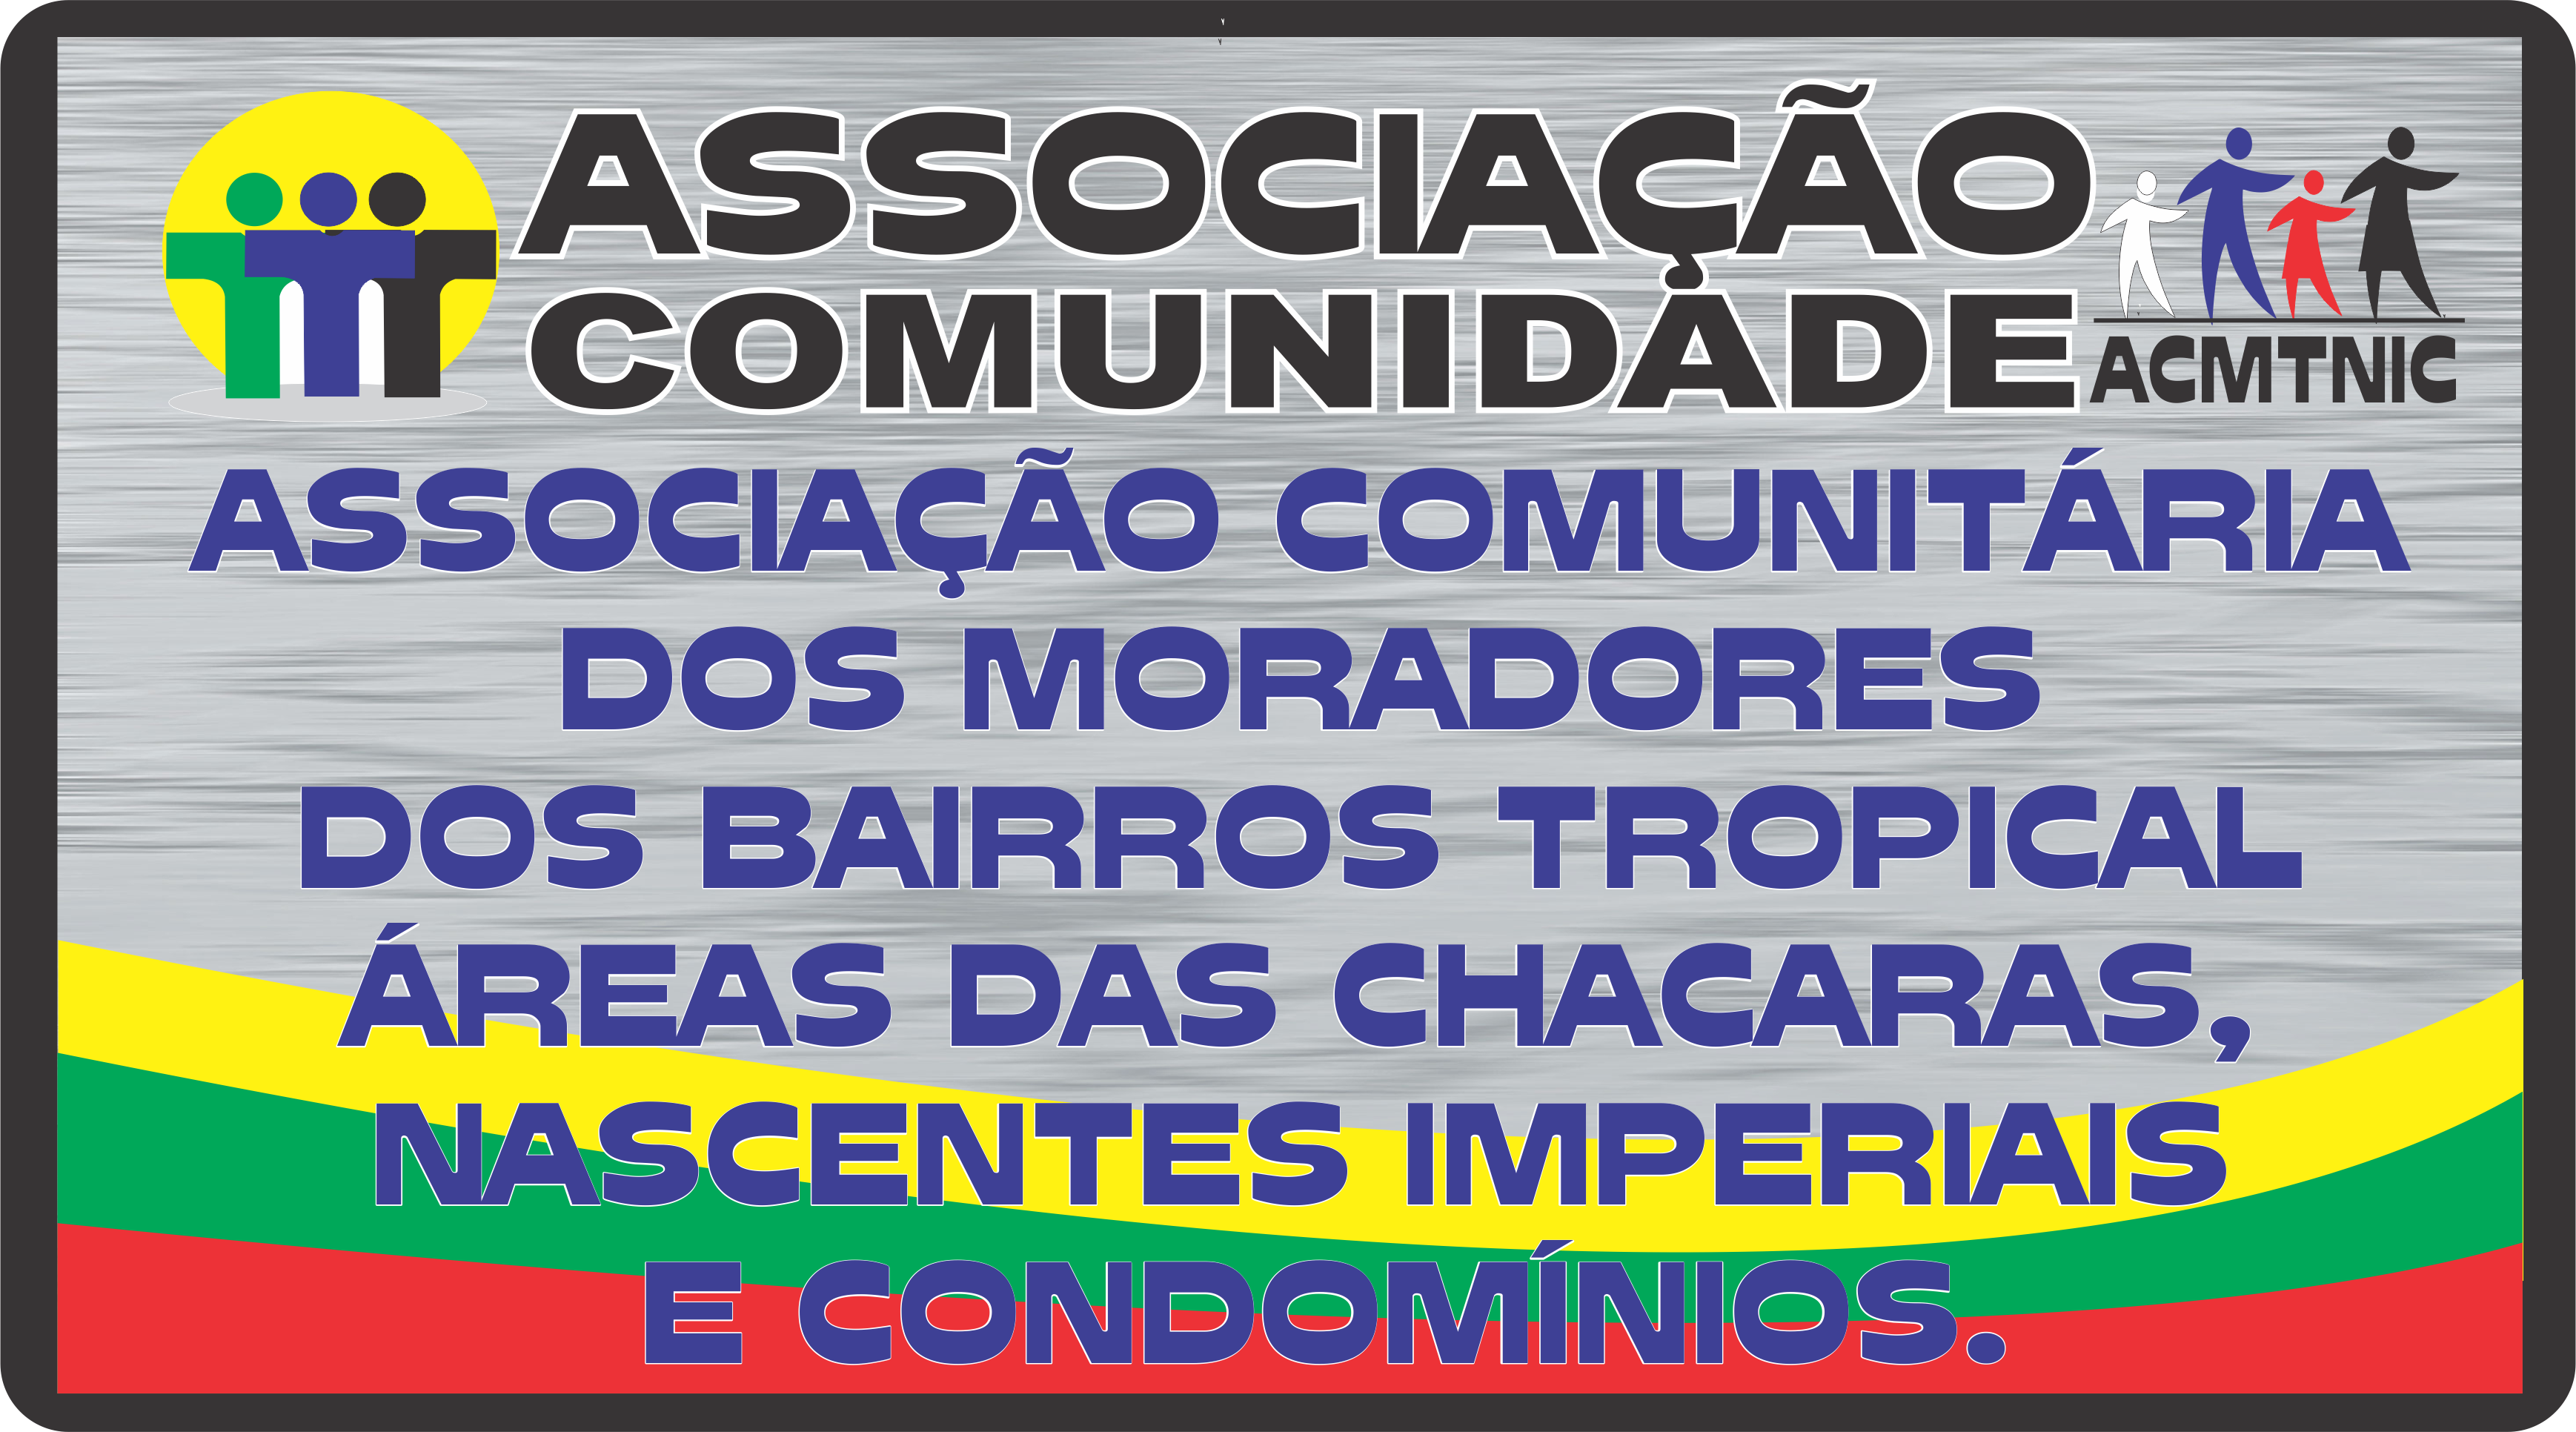 ASSOCIAÇÃO
COMUNIDADE
ACMTNIC
ASSOCIAÇÃO COMUNITÁRIA
DOS MORADORES
DOS BAIRROS TROPICAL
ÁREAS DAS CHACARAS,
NASCENTES IMPERIAIS
E CONDOMÍNIOS.